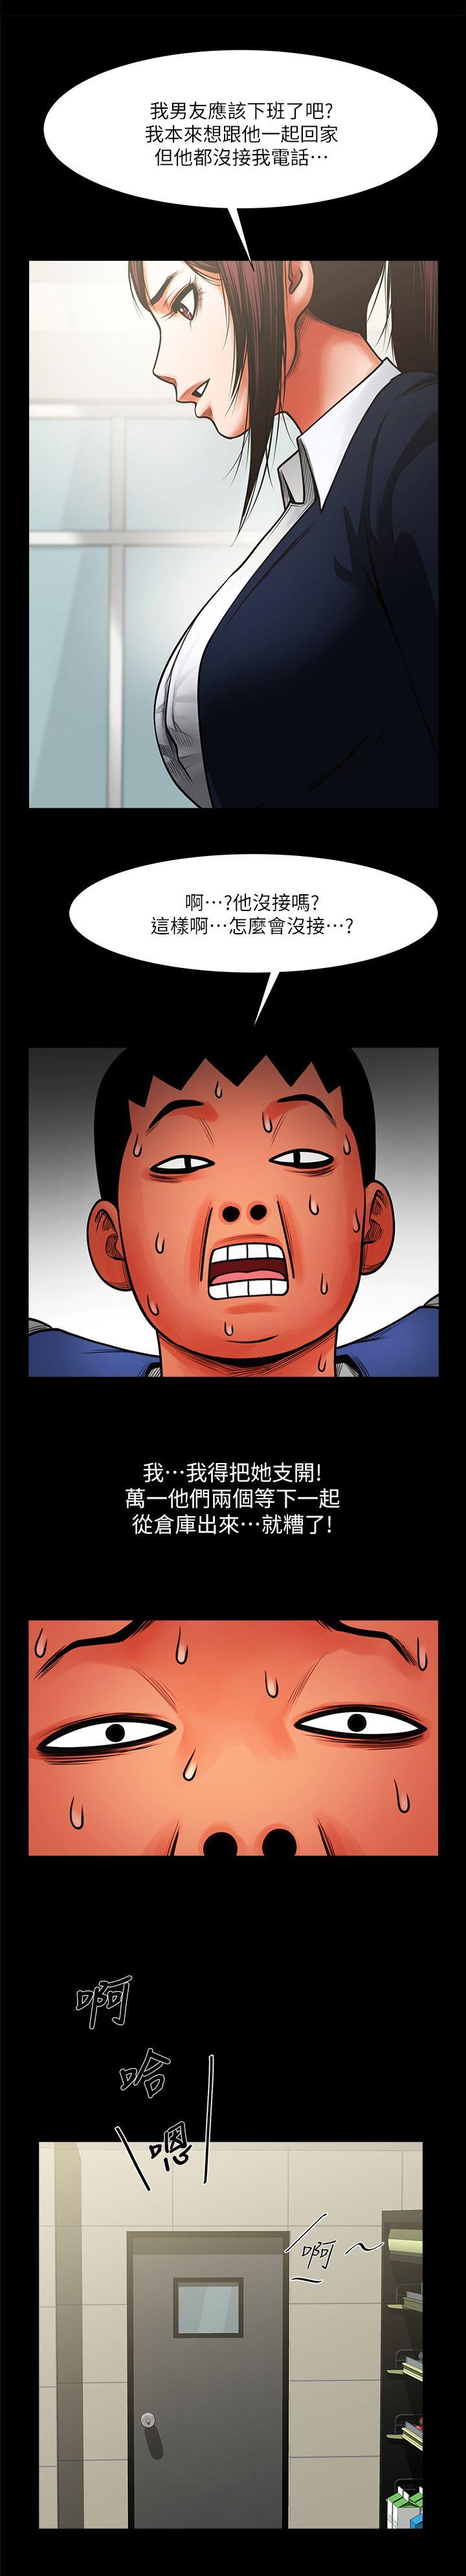 我男友應該下班了吧?
我本來想跟他一起回家
但他都沒接我電話⋯
啊⋯?他沒接嗎?
這樣啊⋯怎麼會沒接⋯?
我⋯我得把她支開!
萬一他們兩個等下一起
從倉庫出來⋯就糟了!
啊
哈
嗯
啊~